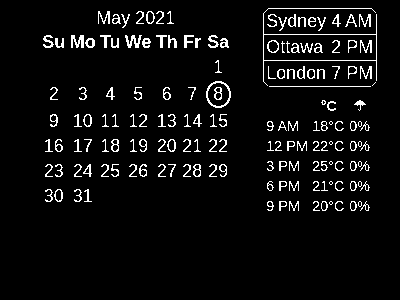 May 2021
Su Mo Tu We Th Fr Sa
1
2 3 4 5 6 7 8
9 10 11 12 13 14 15
16 17 18 19 20 21 22
23 24 25 26 27 28 29
30 31
Sydney 4 AM
Ottawa 2 PM
London 7 PM
°C ☂
9 AM 18°C 0%
12 PM 22°C 0%
3 PM 25°C 0%
6 PM 21°C 0%
9 PM 20°C 0%